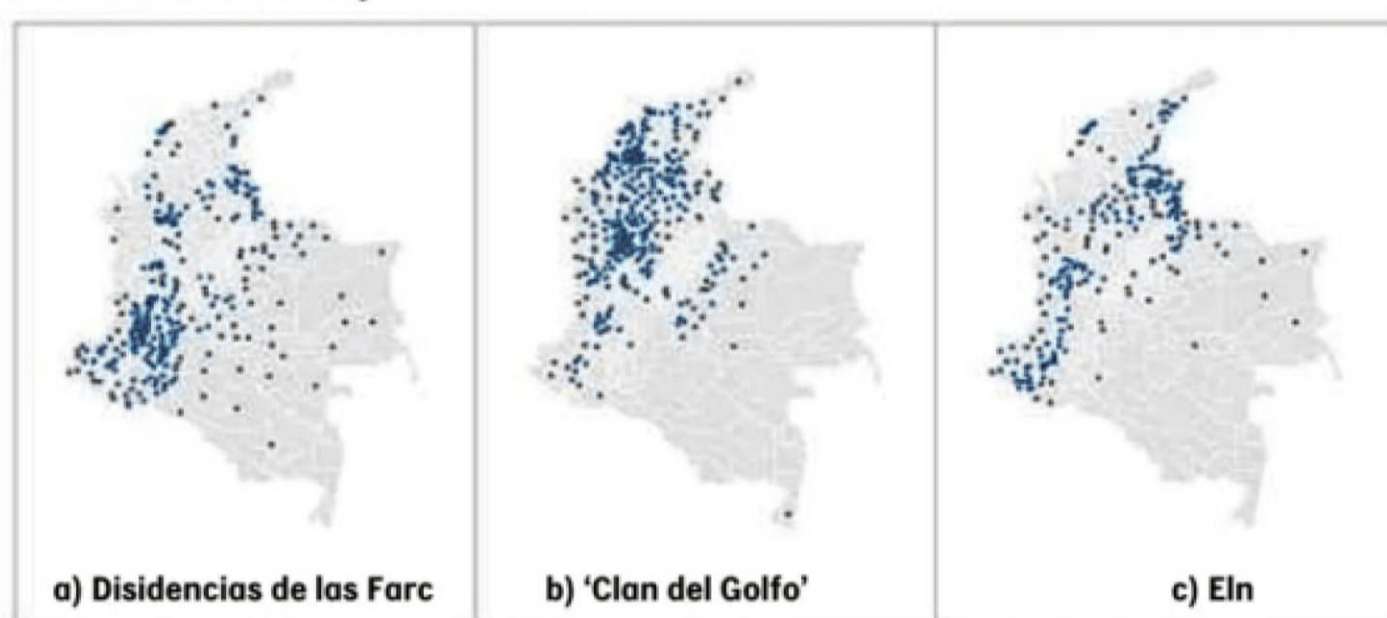 a) Disidencias de las Farc
b) ‘Clan del Golfo’
c) Eln